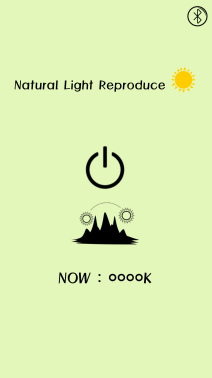 Natural Light Reproduce
NOW : 0000K